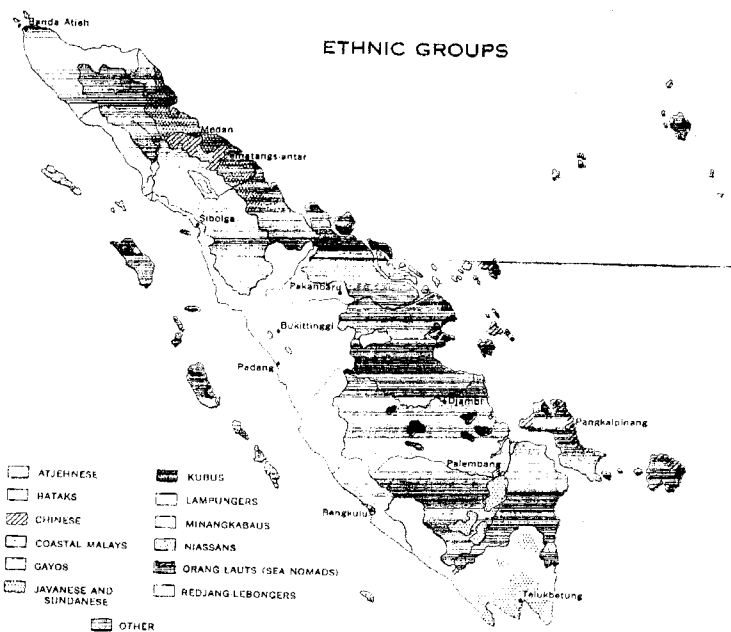 Banda Atjeh
ETHNIC GROUPS
Medan
Pematangsiantar
Sibolga
Pakanbaru
Bukittinggi
Padang
Djambi
Pangkalpinang
Palembang
Bengkulu
Telukbetung
ATJEHNESE
BATAKS
CHINESE
COASTAL MALAYS
GAYOS
JAVANESE AND
SUNDANESE
KUBUS
LAMPUNGERS
MINANGKABAUS
NIASSANS
ORANG LAUTS (SEA NOMADS)
REDJANG-LEBONGERS
OTHER